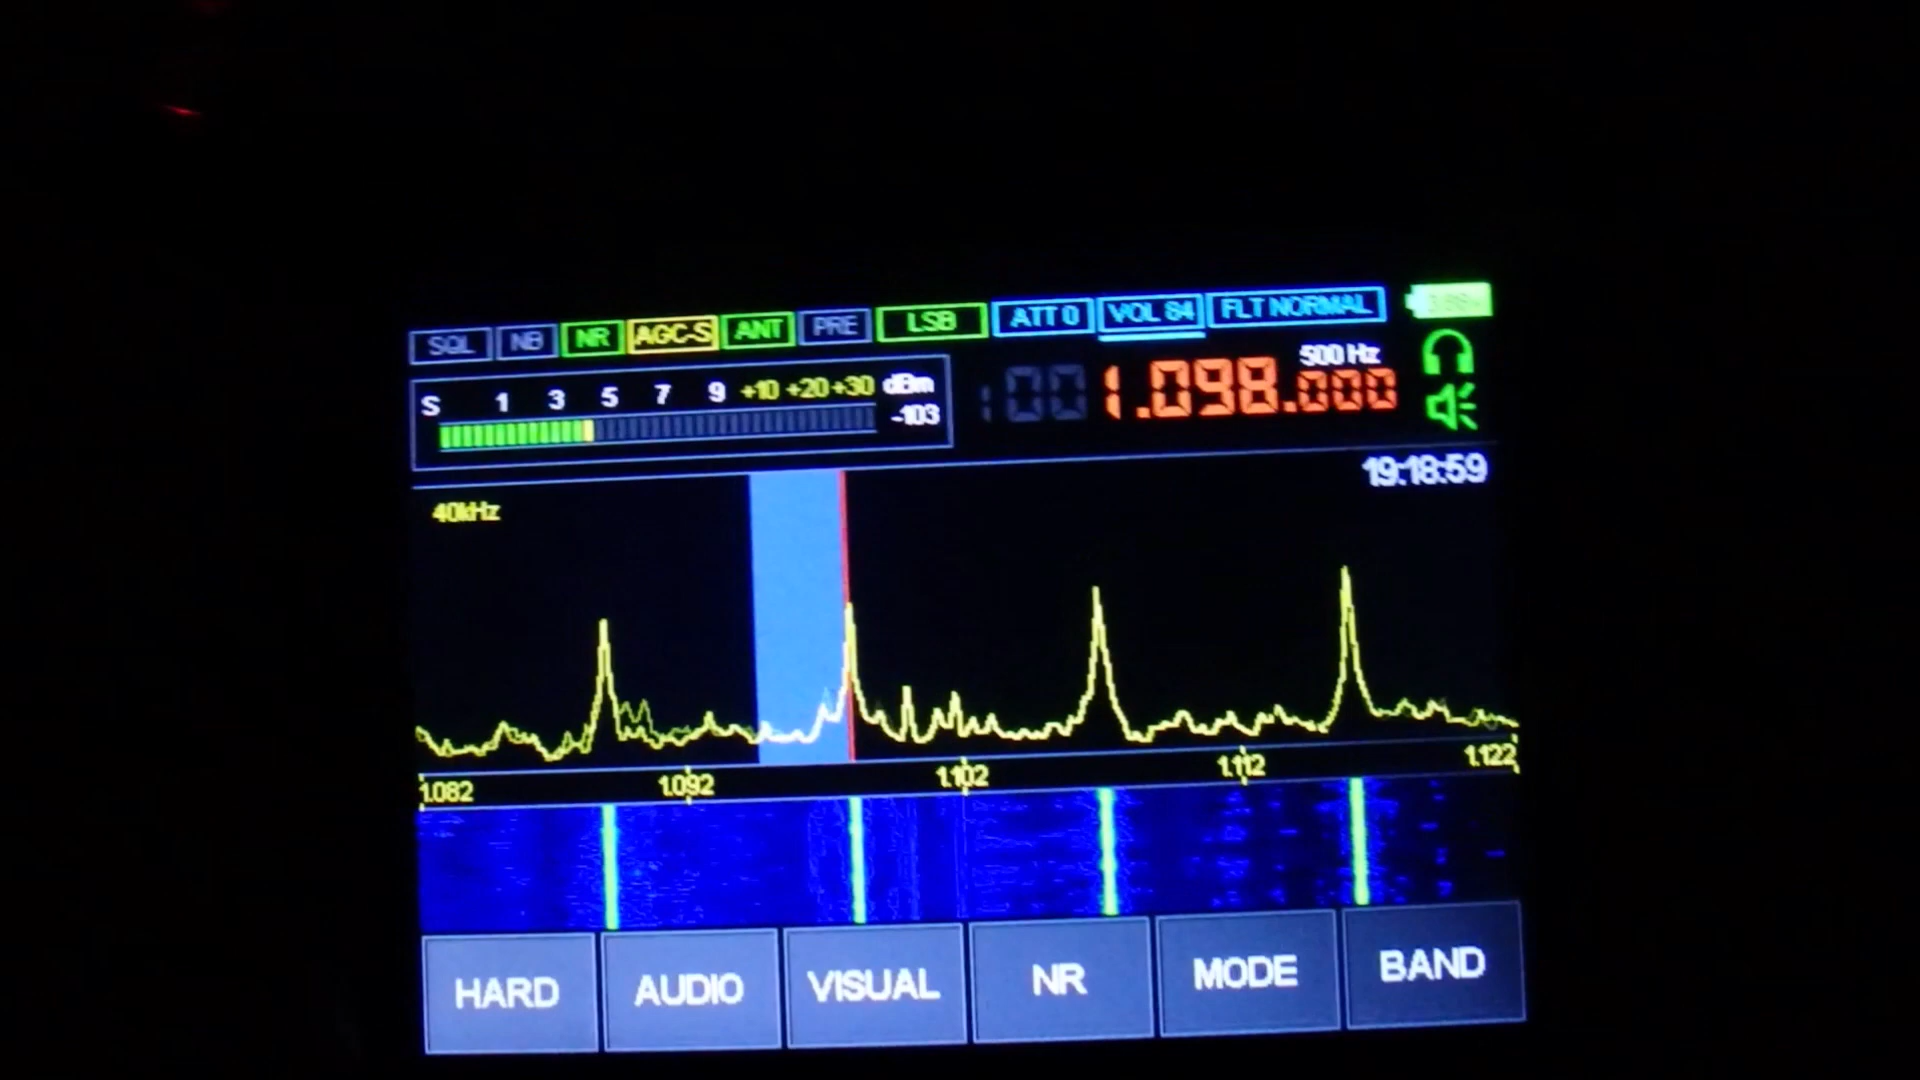 SQL NB NR AGC-S ANT PRE LSB ATT 0 VOL 84 FLT NORMAL
S 1 3 5 7 9 +10 +20 +30 dBm
-103
500 Hz
1.098.000
19:18:59
40kHz
1.082 1.092 1.102 1.112 1.122
HARD AUDIO VISUAL NR MODE BAND